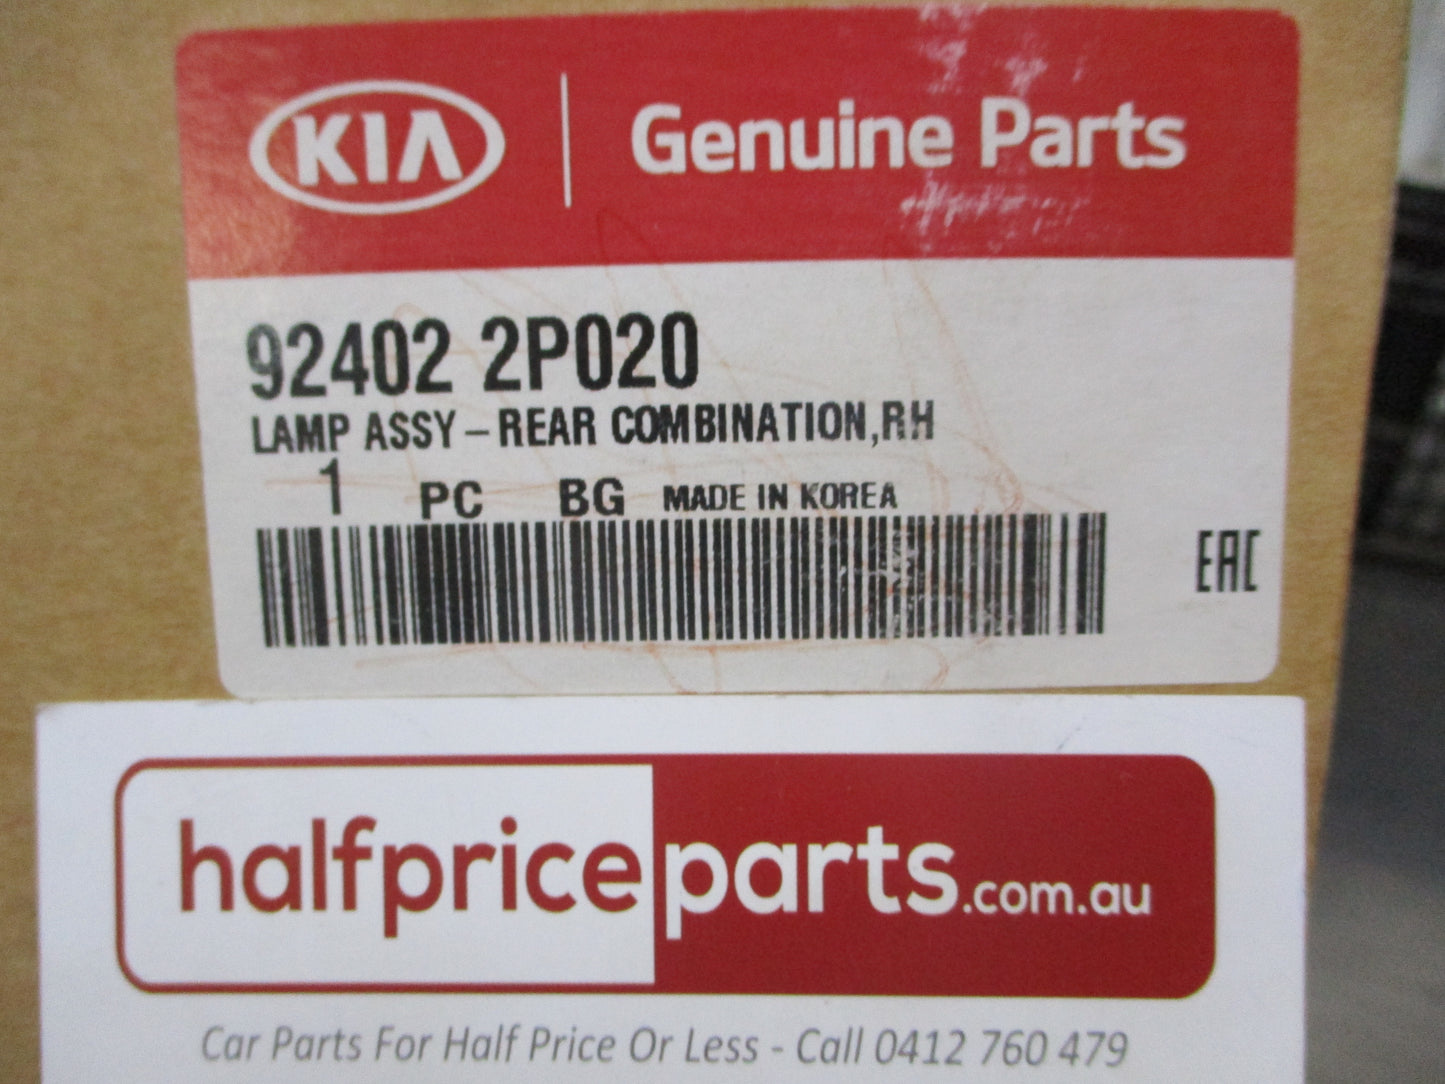 KIA Genuine Parts
92402 2P020
LAMP ASSY-REAR COMBINATION,RH
1 PC BG MADE IN KOREA
EAC
halfpriceparts.com.au
Car Parts For Half Price Or Less - Call 0412 760 479